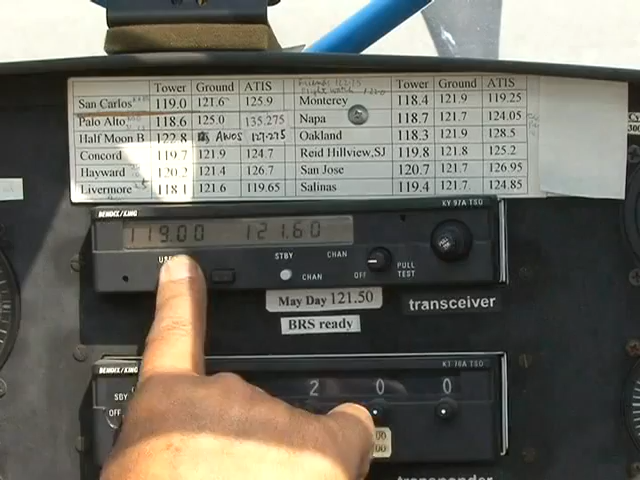 Tower Ground ATIS Tower Ground ATIS
San Carlos 119.0 121.6 125.9 Monterey 118.4 121.9 119.25
Palo Alto 118.6 125.0 135.275 Napa 121.7 124.05
Half Moon B 122.8 AWOS 127.275 Oakland 118.3 121.9 128.5
Concord 119.7 121.9 124.7 Reid Hillview,SJ 119.8 121.8 125.2
Hayward 120.2 121.4 126.7 San Jose 120.7 121.7 126.95
Livermore 118.1 121.6 119.65 Salinas 119.4 121.7 124.85
BENDIX/KING KY 97A TSO
119.00 121.60
STBY CHAN
OFF PULL TEST
CHAN
May Day 121.50 transceiver
BRS ready
BENDIX/KING KT 76A TSO
SBY
OFF
2 0 0
transponder